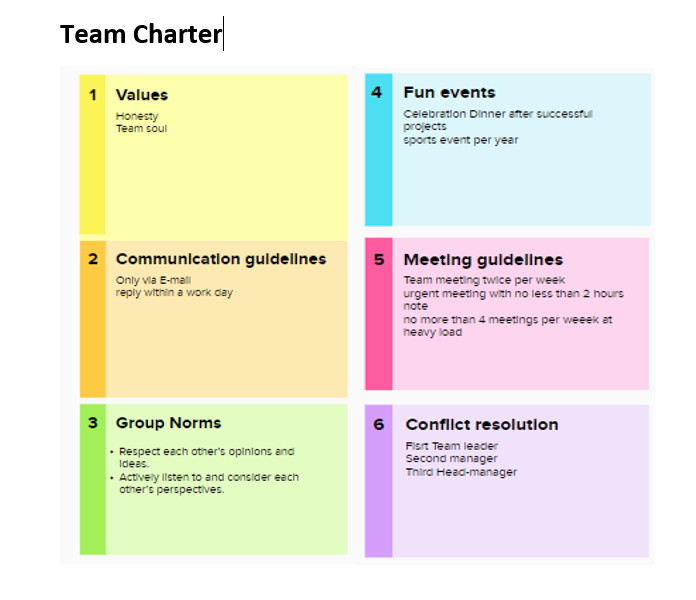 Team Charter
1 Values
Honesty
Team soul
2 Communication guidelines
Only via E-mail
reply within a work day
3 Group Norms
• Respect each other's opinions and
ideas.
• Actively listen to and consider each
other's perspectives.
4 Fun events
Celebration Dinner after successful
projects
sports event per year
5 Meeting guidelines
Team meeting twice per week
urgent meeting with no less than 2 hours
note
no more than 4 meetings per weeek at
heavy load
6 Conflict resolution
Fisrt Team leader
Second manager
Third Head-manager